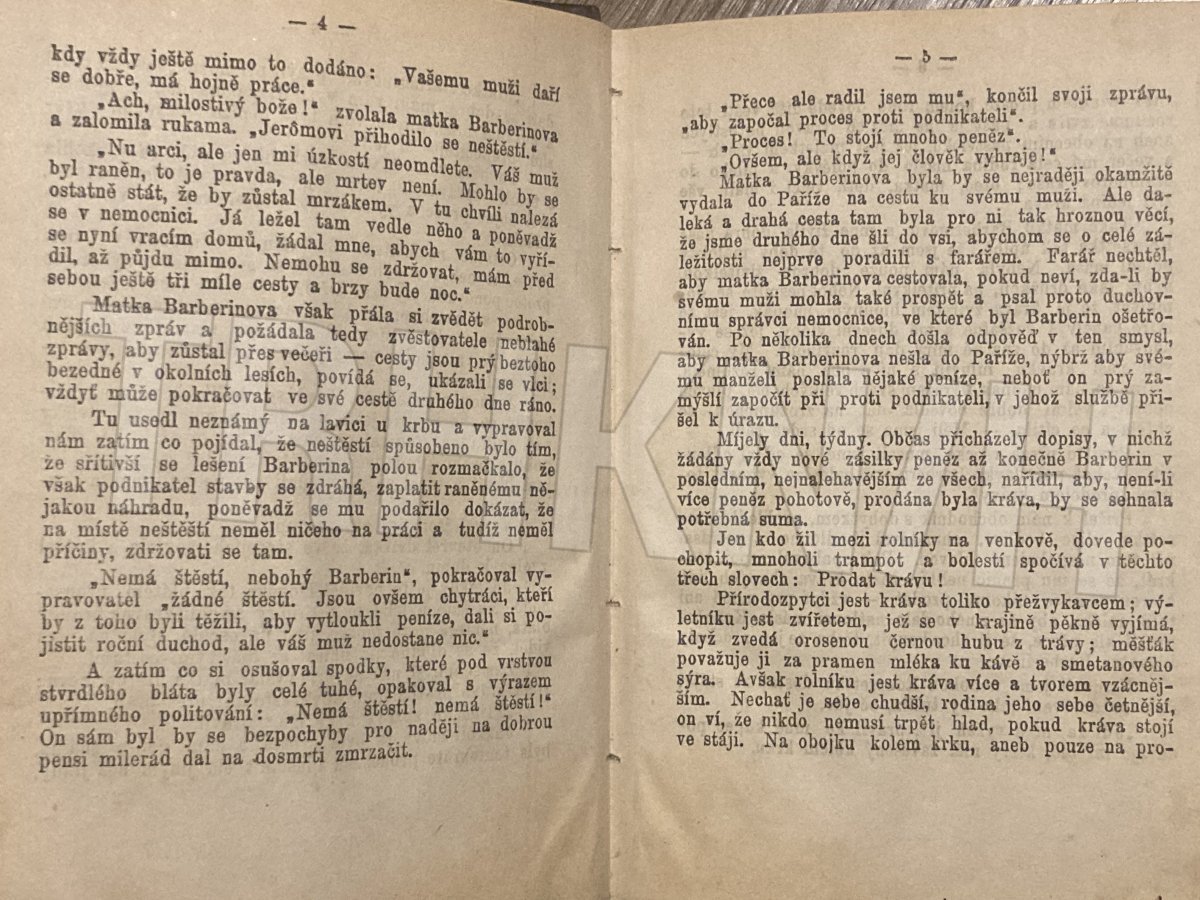 — 4 —
kdy vždy ještě mimo to dodáno: „Vašemu muži daří
se dobře, má hojně práce.“
„Ach, milostivý bože!“ zvolala matka Barberinova
a zalomila rukama. „Jerômovi přihodilo se neštěstí.“
„Nu arci, ale jen mi úzkostí neomdlete. Váš muž
byl raněn, to je pravda, ale mrtev není. Mohlo by se
ostatně stát, že by zůstal mrzákem. V tu chvíli nalezá
se v nemocnici. Já ležel tam vedle něho a poněvadž
se nyní vracím domů, žádal mne, abych vám to vyří-
dil, až půjdu mimo. Nemohu se zdržovat, mám před
sebou ještě tři míle cesty a brzy bude noc.“
Matka Barberinova však přála si zvědět podrob-
nějších zpráv a požádala tedy zvěstovatele neblahé
zprávy, aby zůstal přes večeři — cesty jsou prý beztoho
bezedné v okolních lesích, povídá se, ukázali se vlci;
vždyť může pokračovat ve své cestě druhého dne ráno.
Tu usedl neznámý na lavici u krbu a vypravoval
nám zatím co pojídal, že neštěstí spůsobeno bylo tím,
že sřítivší se lešení Barberina polou rozmačkalo, že
však podnikatel stavby se zdráhá, zaplatit raněnému ně-
jakou náhradu, poněvadž se mu podařilo dokázat, že
na místě neštěstí neměl ničeho na práci a tudíž neměl
příčiny, zdržovati se tam.
„Nemá štěstí, nebohý Barberin“, pokračoval vy-
pravovatel „žádné štěstí. Jsou ovšem chytráci, kteří
by z toho byli těžili, aby vytloukli peníze, dali si po-
jistit roční duchod, ale váš muž nedostane nic.“
A zatím co si osušoval spodky, které pod vrstvou
stvrdlého bláta byly celé tuhé, opakoval s výrazem
upřímného politování: „Nemá štěstí! nemá štěstí!“
On sám byl by se bezpochyby pro naději na dobrou
pensi milerád dal na dosmrti zmrzačit.
— 5 —
„Přece ale radil jsem mu“, končil svoji zprávu,
„aby započal proces proti podnikateli“.
„Proces! To stojí mnoho peněz“.
„Ovšem, ale když jej člověk vyhraje!“
Matka Barberinova byla by se nejraději okamžitě
vydala do Paříže na cestu ku svému muži. Ale da-
leká a drahá cesta tam byla pro ni tak hroznou věcí,
že jsme druhého dne šli do vsi, abychom se o celé zá-
ležitosti nejprve poradili s farářem. Farář nechtěl,
aby matka Barberinova cestovala, pokud neví, zda-li by
svému muži mohla také prospět a psal proto duchov-
nímu správci nemocnice, ve které byl Barberin ošetřo-
ván. Po několika dnech došla odpověď v ten smysl,
aby matka Barberinova nešla do Paříže, nýbrž aby své-
mu manželi poslala nějaké peníze, neboť on prý za-
mýšlí započít při proti podnikateli, v jehož službě při-
šel k úrazu.
Míjely dni, týdny. Občas přicházely dopisy, v nichž
žádány vždy nové zásilky peněz až konečně Barberin v
posledním, nejnalehavějším ze všech, nařídil, aby, není-li
více peněz pohotově, prodána byla kráva, by se sehnala
potřebná suma.
Jen kdo žil mezi rolníky na venkově, dovede po-
chopit, mnoholi trampot a bolestí spočívá v těchto
třech slovech: Prodat krávu!
Přírodozpytci jest kráva toliko přežvykavcem; vý-
letníku jest zvířetem, jež se v krajině pěkně vyjímá,
když zvedá orosenou černou hubu z trávy; měšťák
považuje ji za pramen mléka ku kávě a smetanového
sýra. Avšak rolníku jest kráva více a tvorem vzácněj-
ším. Nechať je sebe chudší, rodina jeho sebe četnější,
on ví, že nikdo nemusí trpět hlad, pokud kráva stojí
ve stáji. Na obojku kolem krku, aneb pouze na pro-